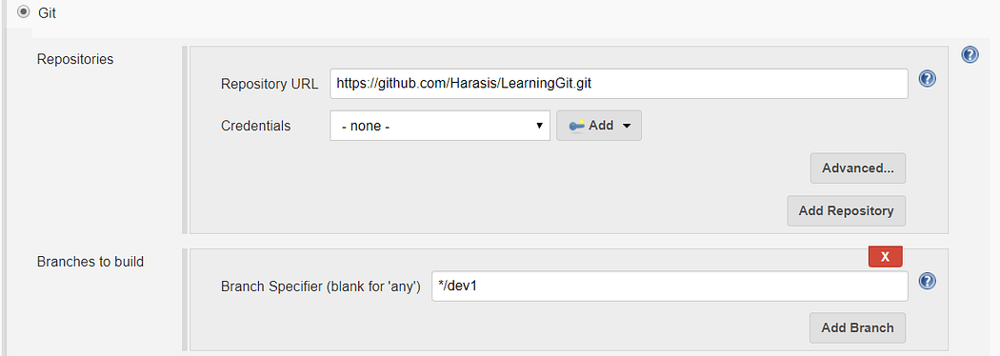 Git
Repositories
Repository URL https://github.com/Harasis/LearningGit.git
Credentials - none - Add
Advanced...
Add Repository
Branches to build
X
Branch Specifier (blank for 'any') */dev1
Add Branch